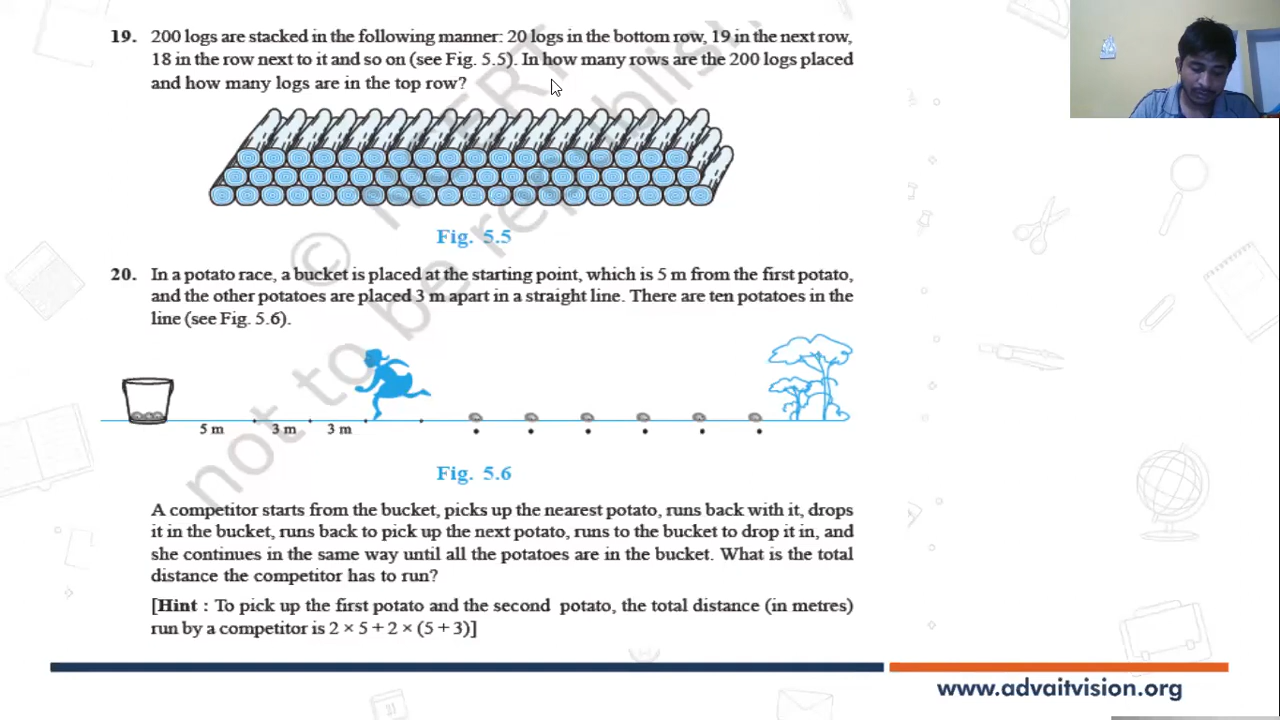 19. 200 logs are stacked in the following manner: 20 logs in the bottom row, 19 in the next row,
18 in the row next to it and so on (see Fig. 5.5). In how many rows are the 200 logs placed
and how many logs are in the top row?
Fig. 5.5
20. In a potato race, a bucket is placed at the starting point, which is 5 m from the first potato,
and the other potatoes are placed 3 m apart in a straight line. There are ten potatoes in the
line (see Fig. 5.6).
5 m 3 m 3 m
Fig. 5.6
A competitor starts from the bucket, picks up the nearest potato, runs back with it, drops
it in the bucket, runs back to pick up the next potato, runs to the bucket to drop it in, and
she continues in the same way until all the potatoes are in the bucket. What is the total
distance the competitor has to run?
[Hint : To pick up the first potato and the second potato, the total distance (in metres)
run by a competitor is 2 × 5 + 2 × (5 + 3)]
© NCERT
not to be republished
www.advaitvision.org